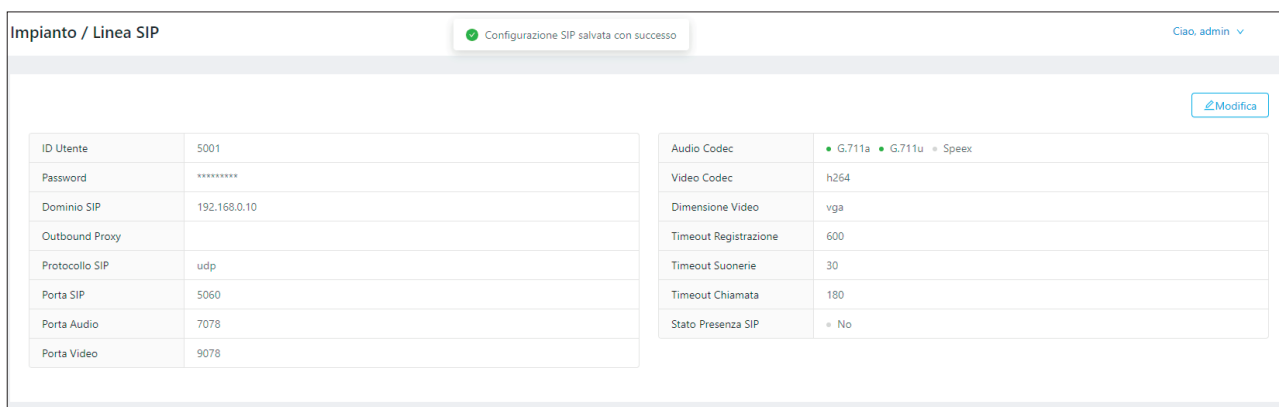 Impianto / Linea SIP
Configurazione SIP salvata con successo
Ciao, admin
Modifica
ID Utente 5001
Password *********
Dominio SIP 192.168.0.10
Outbound Proxy
Protocollo SIP udp
Porta SIP 5060
Porta Audio 7078
Porta Video 9078
Audio Codec G.711a G.711u Speex
Video Codec h264
Dimensione Video vga
Timeout Registrazione 600
Timeout Suonerie 30
Timeout Chiamata 180
Stato Presenza SIP No